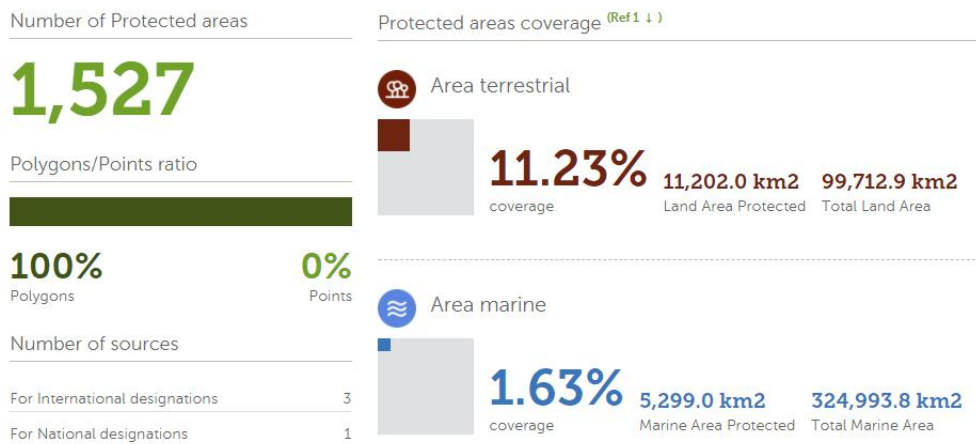 Number of Protected areas
1,527
Polygons/Points ratio
100%
Polygons
0%
Points
Number of sources
For International designations 3
For National designations 1
Protected areas coverage (Ref 1 ↓ )
Area terrestrial
11.23%
coverage
11,202.0 km2
Land Area Protected
99,712.9 km2
Total Land Area
Area marine
1.63%
coverage
5,299.0 km2
Marine Area Protected
324,993.8 km2
Total Marine Area